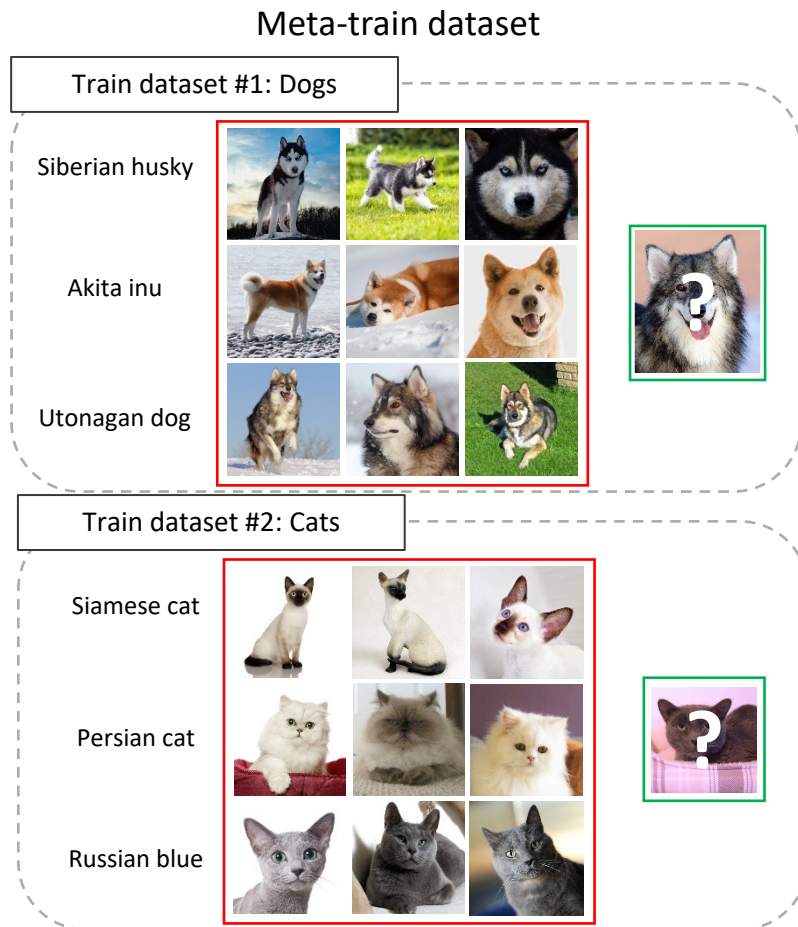 Meta-train dataset
Train dataset #1: Dogs
Siberian husky
Akita inu
?
Utonagan dog
Train dataset #2: Cats
Siamese cat
Persian cat
?
Russian blue